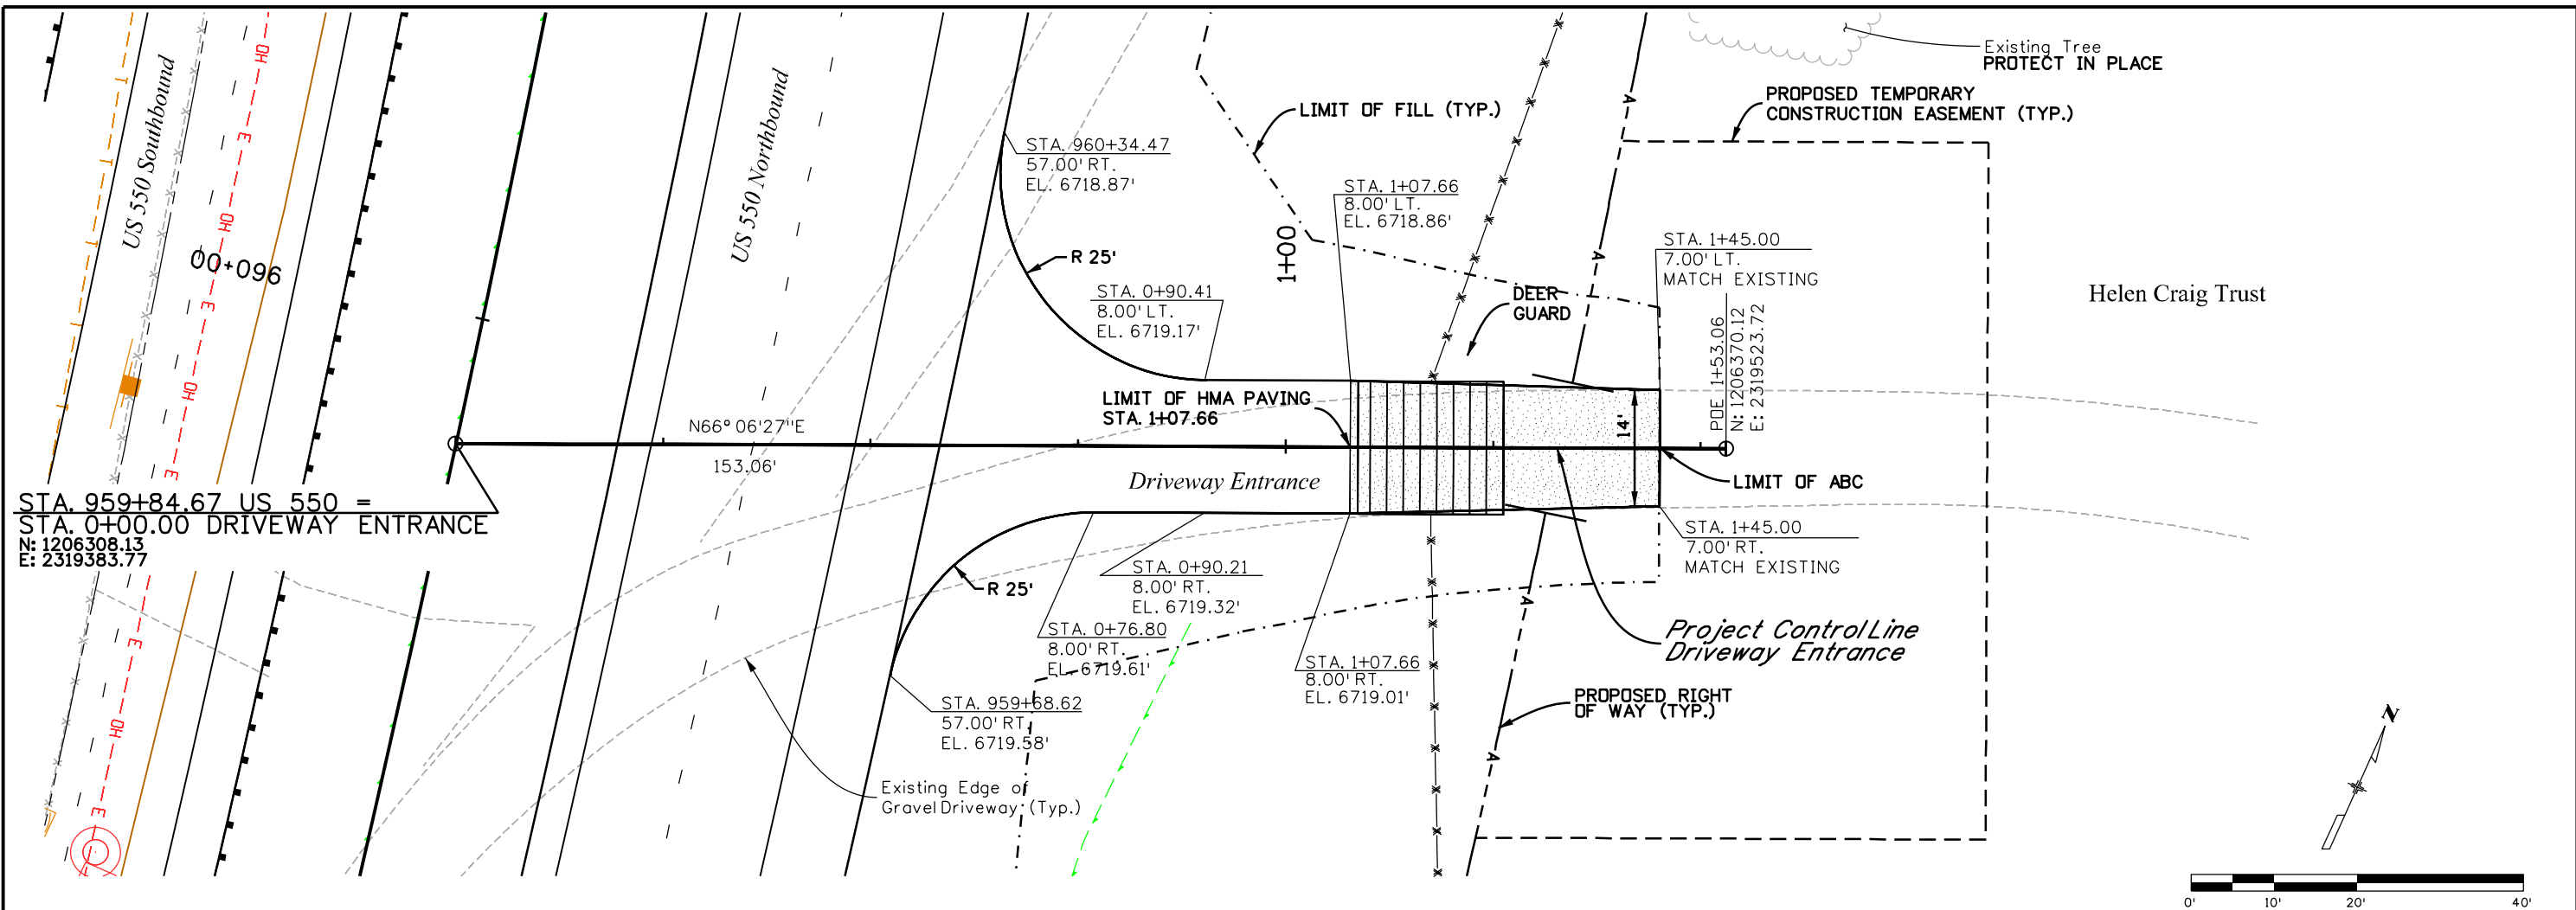 Existing Tree
PROTECT IN PLACE
PROPOSED TEMPORARY
CONSTRUCTION EASEMENT (TYP.)
LIMIT OF FILL (TYP.)
US 550 Southbound
US 550 Northbound
STA. 960+34.47
57.00' RT.
EL. 6718.87'
STA. 1+07.66
8.00' LT.
EL. 6718.86'
STA. 1+45.00
7.00' LT.
MATCH EXISTING
960+00
1+00
R 25'
STA. 0+90.41
8.00' LT.
EL. 6719.17'
DEER
GUARD
Helen Craig Trust
POE 1+53.06
N: 1206370.12
E: 2319523.72
LIMIT OF HMA PAVING
STA. 1+07.66
N66° 06'27"E
153.06'
14'
Driveway Entrance
LIMIT OF ABC
STA. 959+84.67 US 550 =
STA. 0+00.00 DRIVEWAY ENTRANCE
N: 1206308.13
E: 2319383.77
STA. 1+45.00
7.00' RT.
MATCH EXISTING
R 25'
STA. 0+90.21
8.00' RT.
EL. 6719.32'
STA. 0+76.80
8.00' RT.
EL. 6719.61'
STA. 1+07.66
8.00' RT.
EL. 6719.01'
Project Control Line
Driveway Entrance
STA. 959+68.62
57.00' RT.
EL. 6719.58'
PROPOSED RIGHT
OF WAY (TYP.)
Existing Edge of
Gravel Driveway (Typ.)
OH
E
OH
E
OH
E
E
OH
E
T
T
T
T
T
A
A
A
A
N
0' 10' 20' 40'